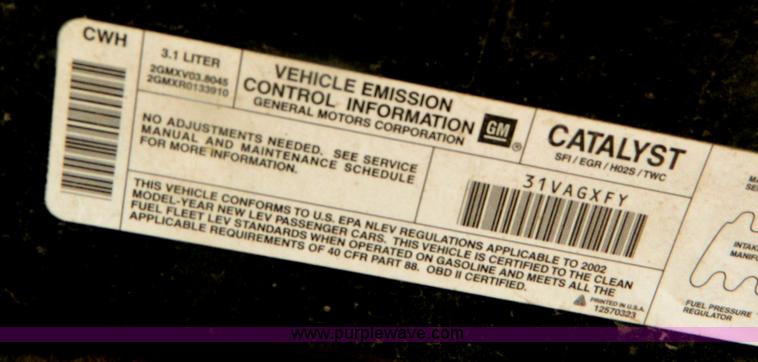 CWH
3.1 LITER
2GMXV03.8045
2GMXR0133910
VEHICLE EMISSION
CONTROL INFORMATION
GENERAL MOTORS CORPORATION
GM
®
CATALYST
SFI / EGR / HO2S / TWC
NO ADJUSTMENTS NEEDED. SEE SERVICE
MANUAL AND MAINTENANCE SCHEDULE
FOR MORE INFORMATION.
31VAGXFY
THIS VEHICLE CONFORMS TO U.S. EPA NLEV REGULATIONS APPLICABLE TO 2002
MODEL-YEAR NEW LEV PASSENGER CARS. THIS VEHICLE IS CERTIFIED TO THE CLEAN
FUEL FLEET LEV STANDARDS WHEN OPERATED ON GASOLINE AND MEETS ALL THE
APPLICABLE REQUIREMENTS OF 40 CFR PART 88. OBD II CERTIFIED.
PRINTED IN U.S.A.
12570323
INTAK
MANIF
FUEL PRESSURE
REGULATOR
www.purplewave.com